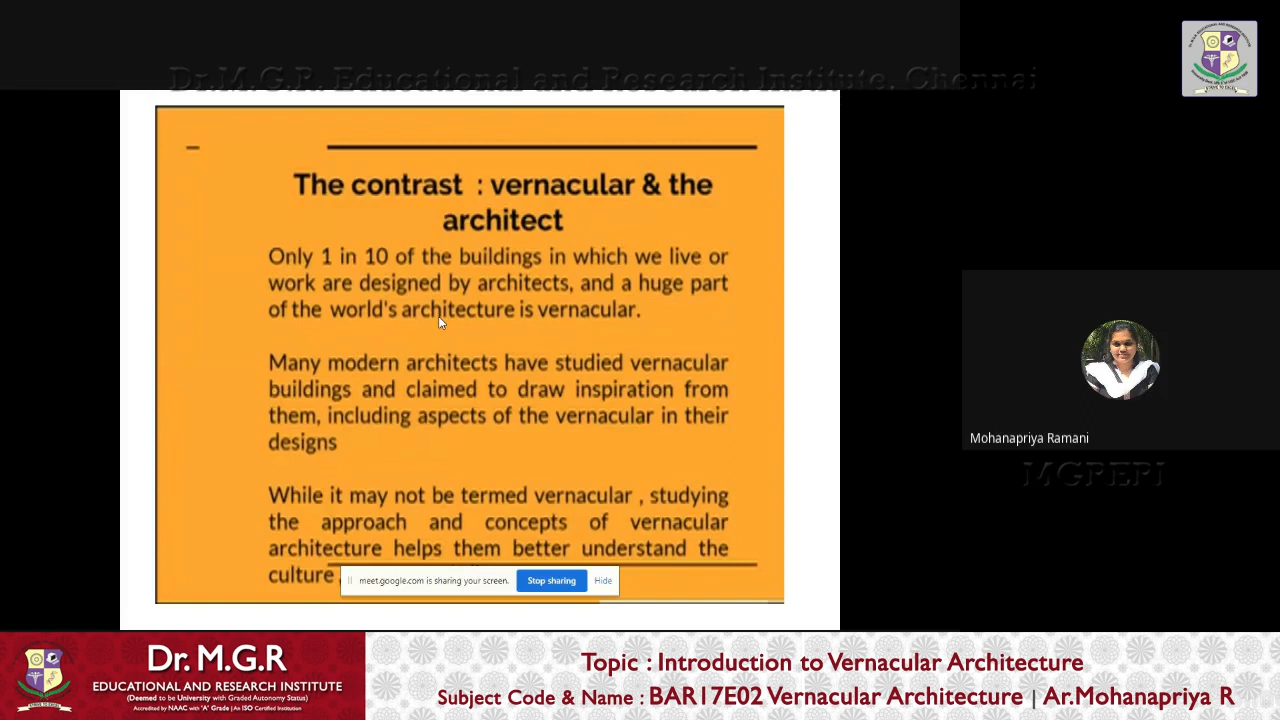 Dr.M.G.R. Educational and Research Institute, Chennai
The contrast : vernacular & the
architect
Only 1 in 10 of the buildings in which we live or
work are designed by architects, and a huge part
of the world's architecture is vernacular.
Many modern architects have studied vernacular
buildings and claimed to draw inspiration from
them, including aspects of the vernacular in their
designs
While it may not be termed vernacular , studying
the approach and concepts of vernacular
architecture helps them better understand the
culture
meet.google.com is sharing your screen. Stop sharing Hide
Mohanapriya Ramani
MGRERI
Dr. M.G.R
EDUCATIONAL AND RESEARCH INSTITUTE
(Deemed to be University with Graded Autonomy Status)
Accredited by NAAC with 'A' Grade | An ISO Certified Institution
Topic : Introduction to Vernacular Architecture
Subject Code & Name : BAR17E02 Vernacular Architecture | Ar.Mohanapriya R